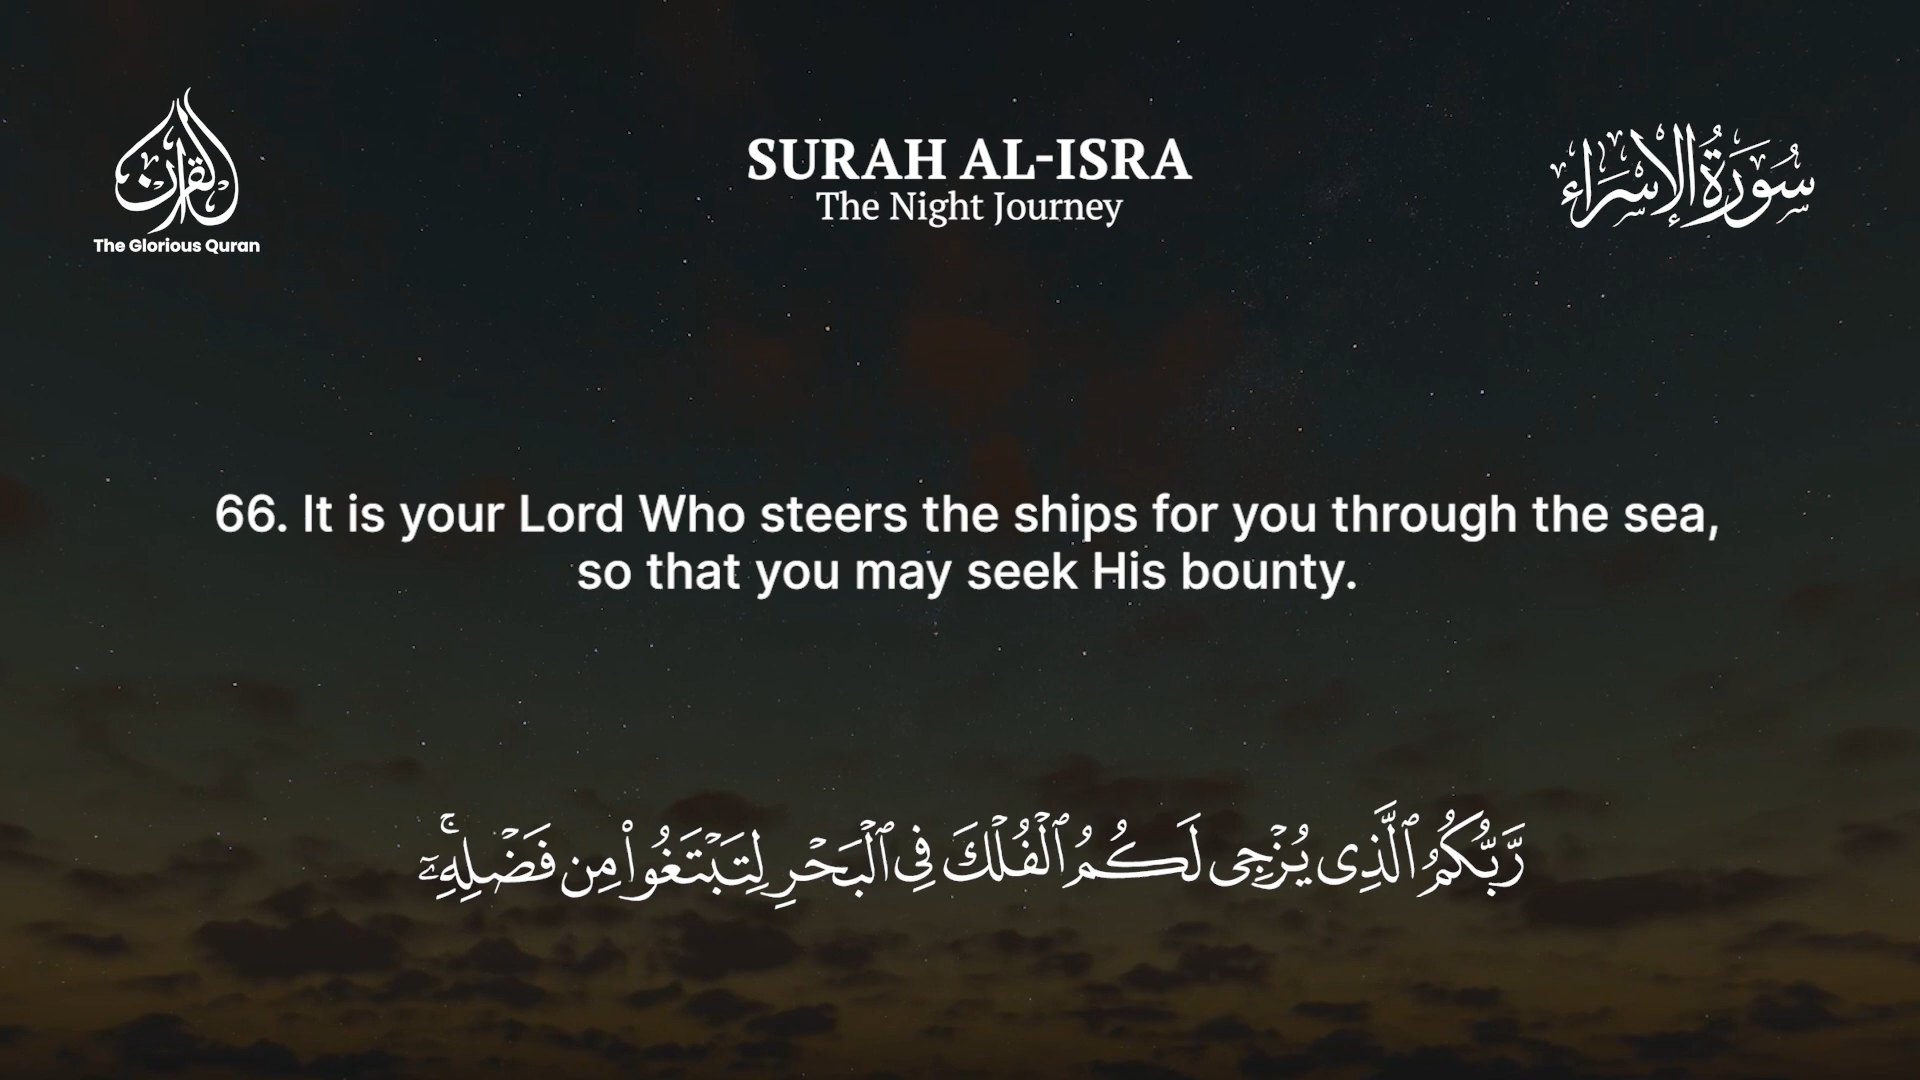 القرآن
The Glorious Quran
SURAH AL-ISRA
The Night Journey
سُورَةُ الإِسْرَاء
66. It is your Lord Who steers the ships for you through the sea,
so that you may seek His bounty.
رَّبُّكُمُ ٱلَّذِى يُزْجِى لَكُمُ ٱلْفُلْكَ فِى ٱلْبَحْرِ لِتَبْتَغُوا۟ مِن فَضْلِهِۦٓ ۚ